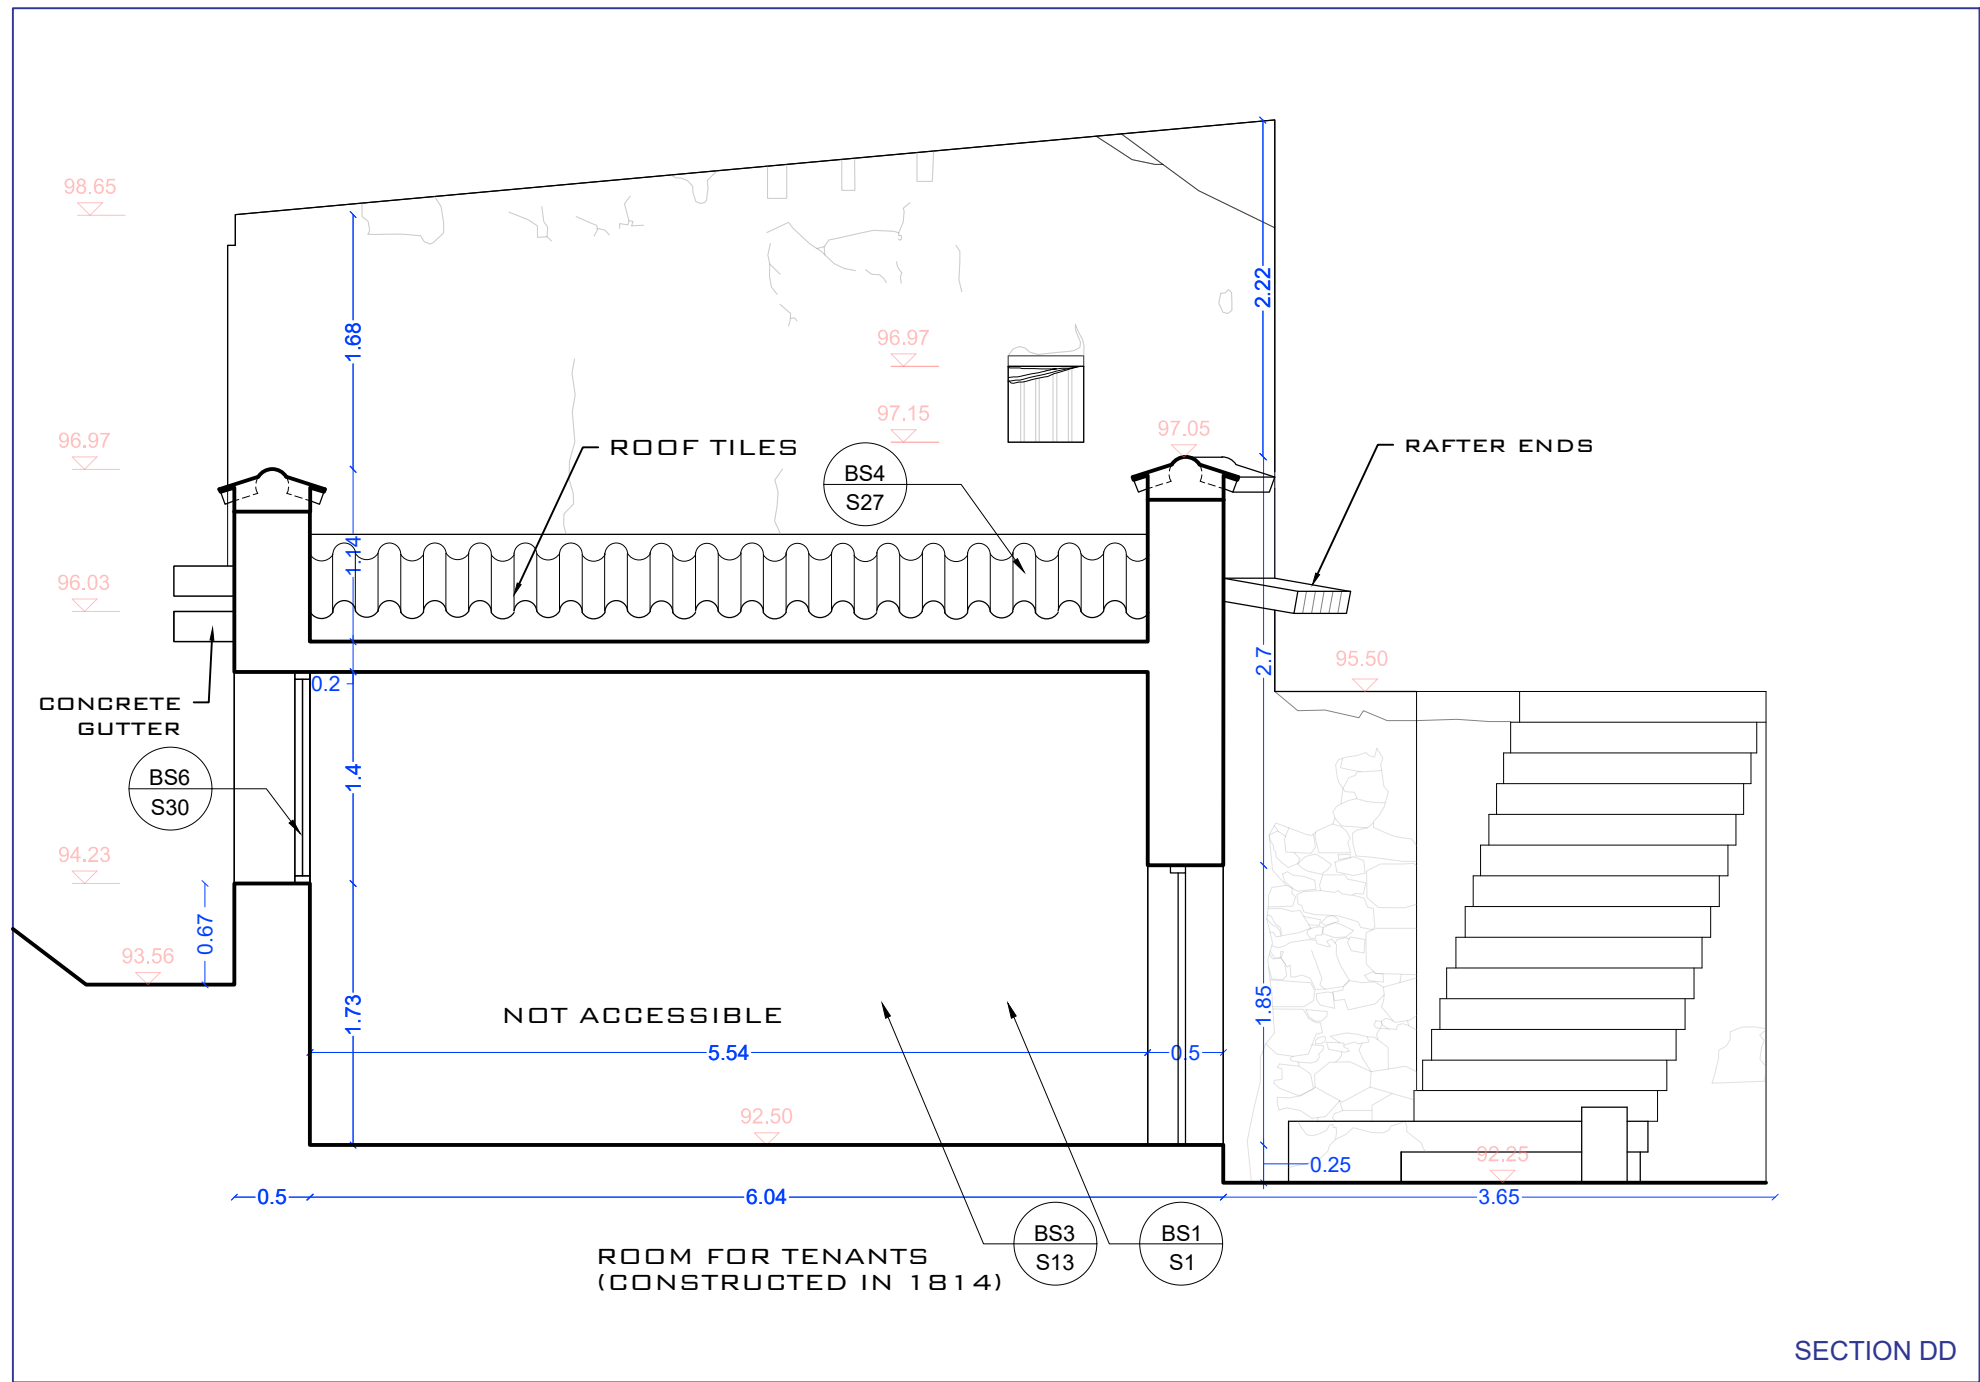 98.65
2.22
1.68
96.97
97.15
97.05
96.97
ROOF TILES
RAFTER ENDS
BS4
S27
1.14
96.03
2.7
95.50
0.2
CONCRETE
GUTTER
BS6
S30
1.4
94.23
0.67
93.56
1.73
1.85
NOT ACCESSIBLE
5.54
0.5
92.50
92.25
0.25
0.5
6.04
3.65
BS3
S13
BS1
S1
ROOM FOR TENANTS
(CONSTRUCTED IN 1814)
SECTION DD